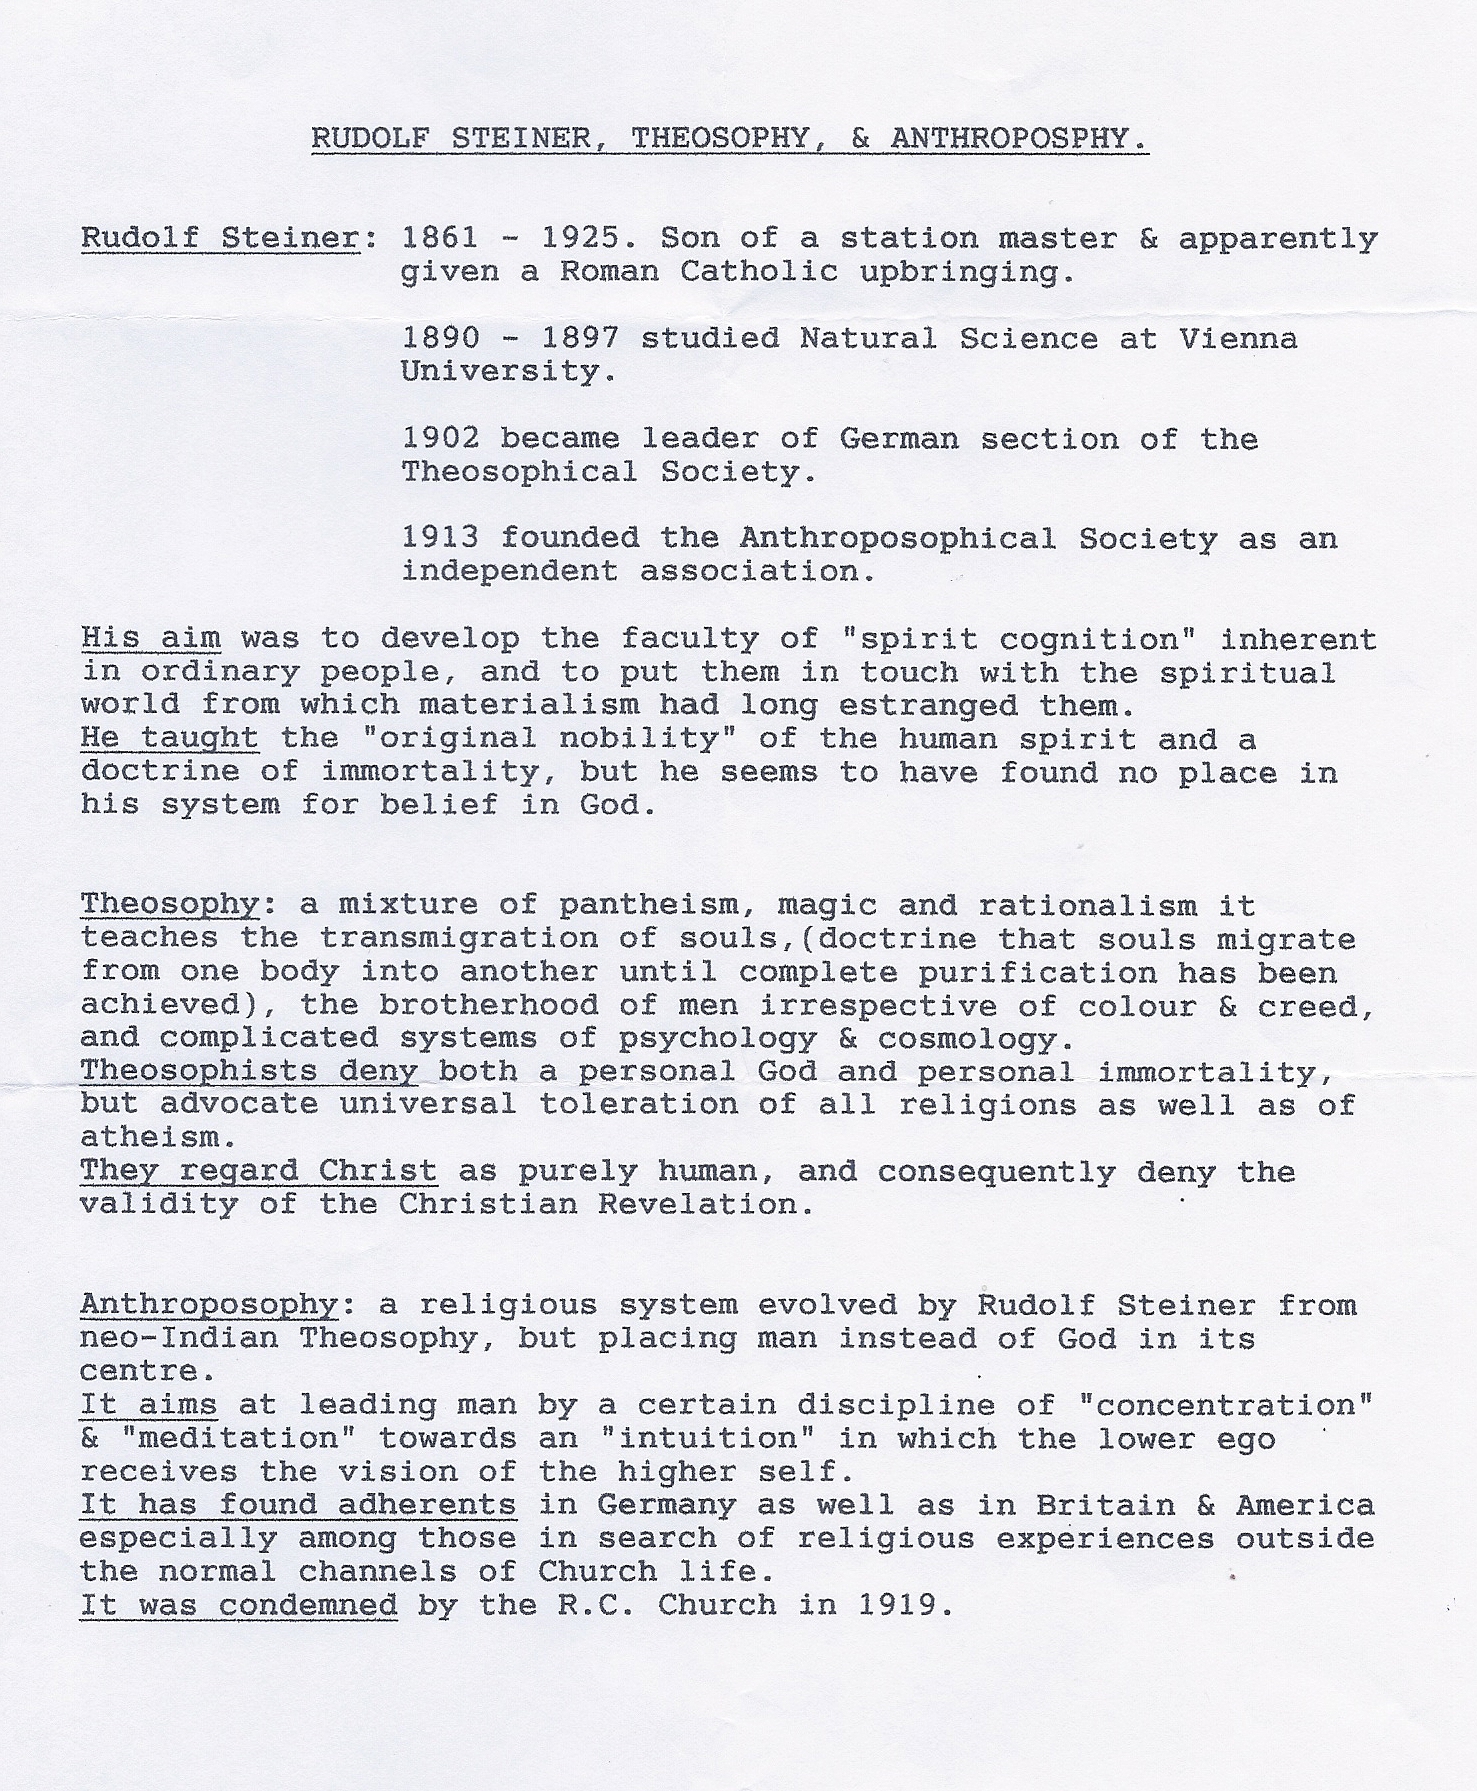 RUDOLF STEINER, THEOSOPHY, & ANTHROPOSPHY.
Rudolf Steiner: 1861 - 1925. Son of a station master & apparently
given a Roman Catholic upbringing.
1890 - 1897 studied Natural Science at Vienna
University.
1902 became leader of German section of the
Theosophical Society.
1913 founded the Anthroposophical Society as an
independent association.
His aim was to develop the faculty of "spirit cognition" inherent
in ordinary people, and to put them in touch with the spiritual
world from which materialism had long estranged them.
He taught the "original nobility" of the human spirit and a
doctrine of immortality, but he seems to have found no place in
his system for belief in God.
Theosophy: a mixture of pantheism, magic and rationalism it
teaches the transmigration of souls,(doctrine that souls migrate
from one body into another until complete purification has been
achieved), the brotherhood of men irrespective of colour & creed,
and complicated systems of psychology & cosmology.
Theosophists deny both a personal God and personal immortality,
but advocate universal toleration of all religions as well as of
atheism.
They regard Christ as purely human, and consequently deny the
validity of the Christian Revelation.
Anthroposophy: a religious system evolved by Rudolf Steiner from
neo-Indian Theosophy, but placing man instead of God in its
centre.
It aims at leading man by a certain discipline of "concentration"
& "meditation" towards an "intuition" in which the lower ego
receives the vision of the higher self.
It has found adherents in Germany as well as in Britain & America
especially among those in search of religious experiences outside
the normal channels of Church life.
It was condemned by the R.C. Church in 1919.